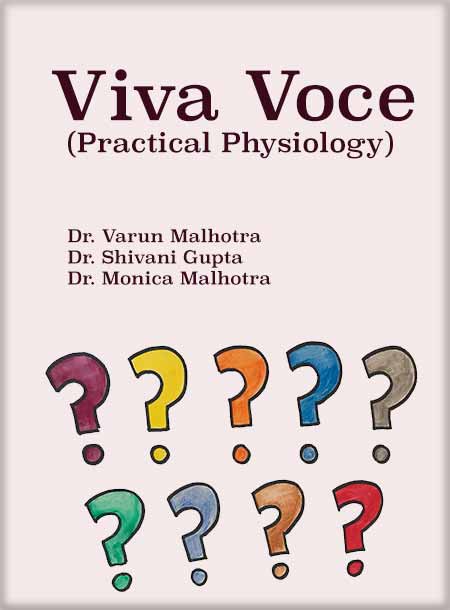 Viva Voce
(Practical Physiology)
Dr. Varun Malhotra
Dr. Shivani Gupta
Dr. Monica Malhotra
? ? ? ? ?
? ? ? ?